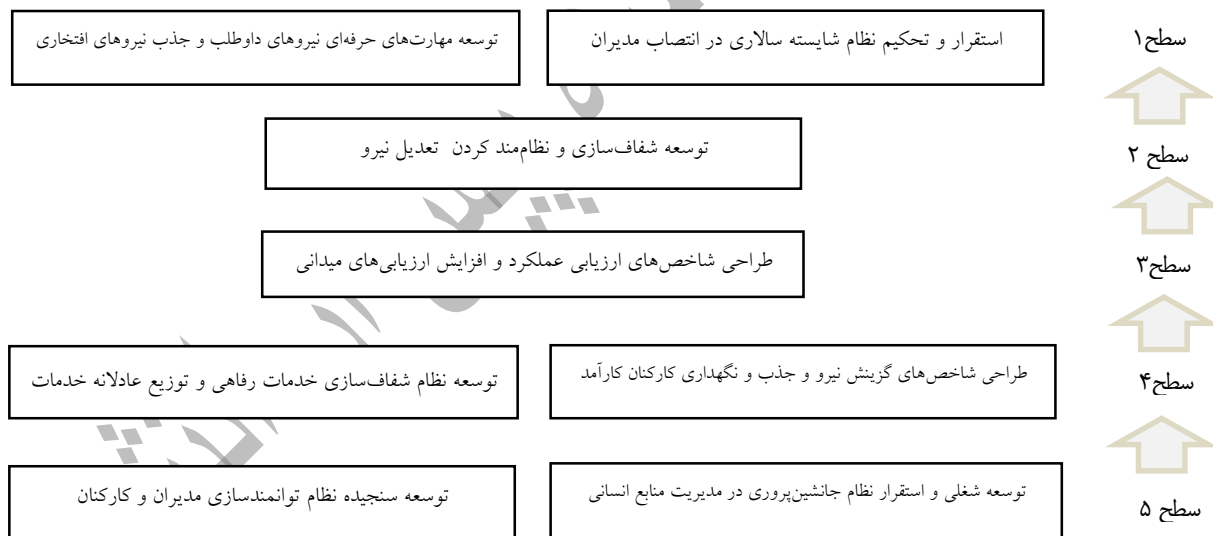 سطح۱
استقرار و تحکیم نظام شایسته سالاری در انتصاب مدیران
توسعه مهارت‌های حرفه‌ای نیروهای داوطلب و جذب نیروهای افتخاری
سطح ۲
توسعه شفاف‌سازی و نظام‌مند کردن تعدیل نیرو
سطح۳
طراحی شاخص‌های ارزیابی عملکرد و افزایش ارزیابی‌های میدانی
سطح۴
طراحی شاخص‌های گزینش نیرو و جذب و نگهداری کارکنان کارآمد
توسعه نظام شفاف‌سازی خدمات رفاهی و توزیع عادلانه خدمات
سطح ۵
توسعه شغلی و استقرار نظام جانشین‌پروری در مدیریت منابع انسانی
توسعه سنجیده نظام توانمندسازی مدیران و کارکنان